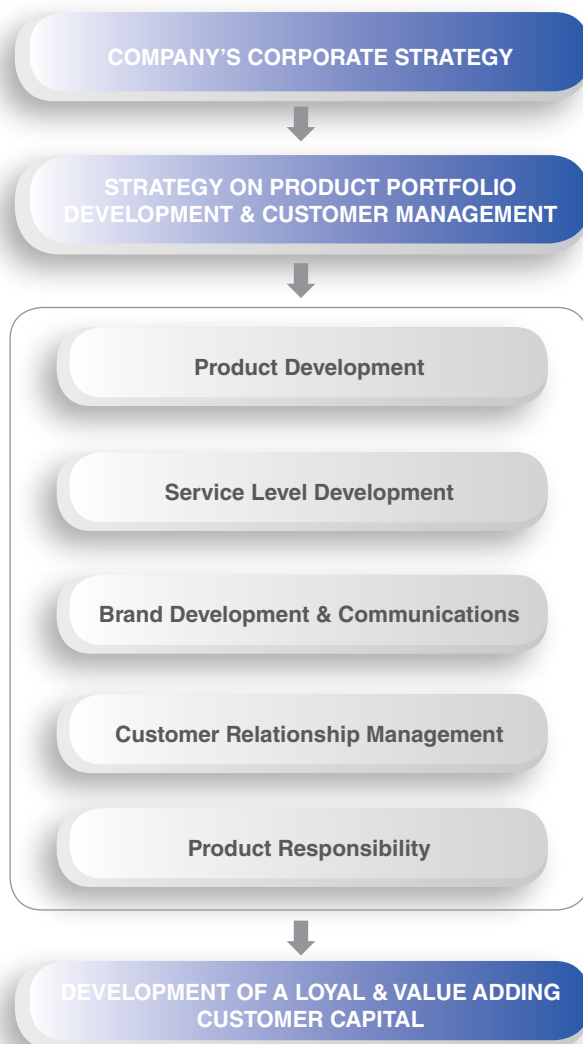 COMPANY'S CORPORATE STRATEGY
STRATEGY ON PRODUCT PORTFOLIO
DEVELOPMENT & CUSTOMER MANAGEMENT
Product Development
Service Level Development
Brand Development & Communications
Customer Relationship Management
Product Responsibility
DEVELOPMENT OF A LOYAL & VALUE ADDING
CUSTOMER CAPITAL